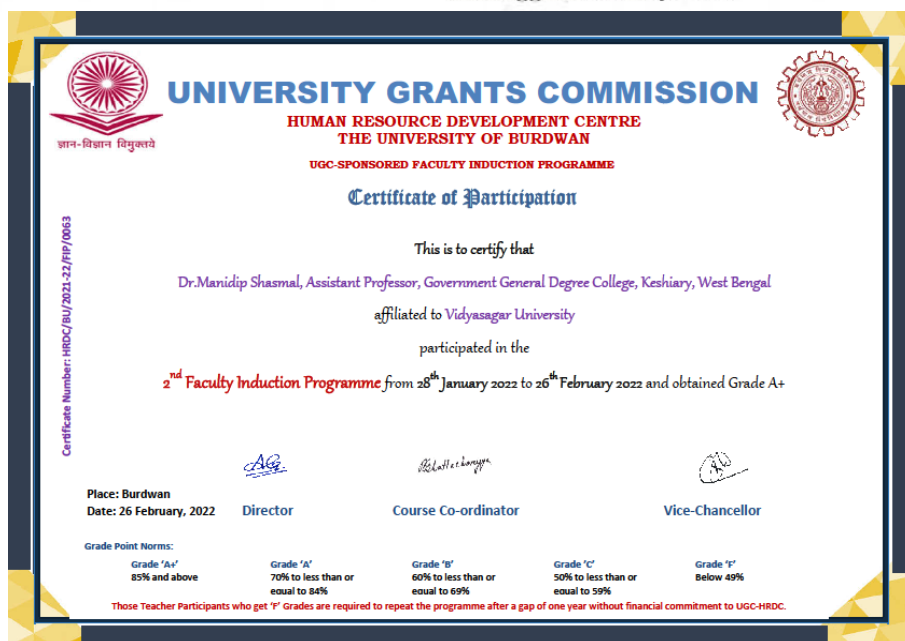 UNIVERSITY GRANTS COMMISSION
HUMAN RESOURCE DEVELOPMENT CENTRE
THE UNIVERSITY OF BURDWAN
ज्ञान-विज्ञान विमुक्तये
UGC-SPONSORED FACULTY INDUCTION PROGRAMME
Certificate of Participation
Certificate Number: HRDC/BU/2021-22/FIP/0063
This is to certify that
Dr.Manidip Shasmal, Assistant Professor, Government General Degree College, Keshiary, West Bengal
affiliated to Vidyasagar University
participated in the
2nd Faculty Induction Programme from 28th January 2022 to 26th February 2022 and obtained Grade A+
Place: Burdwan
Date: 26 February, 2022
Director
Course Co-ordinator
Vice-Chancellor
Grade Point Norms:
Grade ‘A+’
85% and above
Grade ‘A’
70% to less than or
equal to 84%
Grade ‘B’
60% to less than or
equal to 69%
Grade ‘C’
50% to less than or
equal to 59%
Grade ‘F’
Below 49%
Those Teacher Participants who get ‘F’ Grades are required to repeat the programme after a gap of one year without financial commitment to UGC-HRDC.